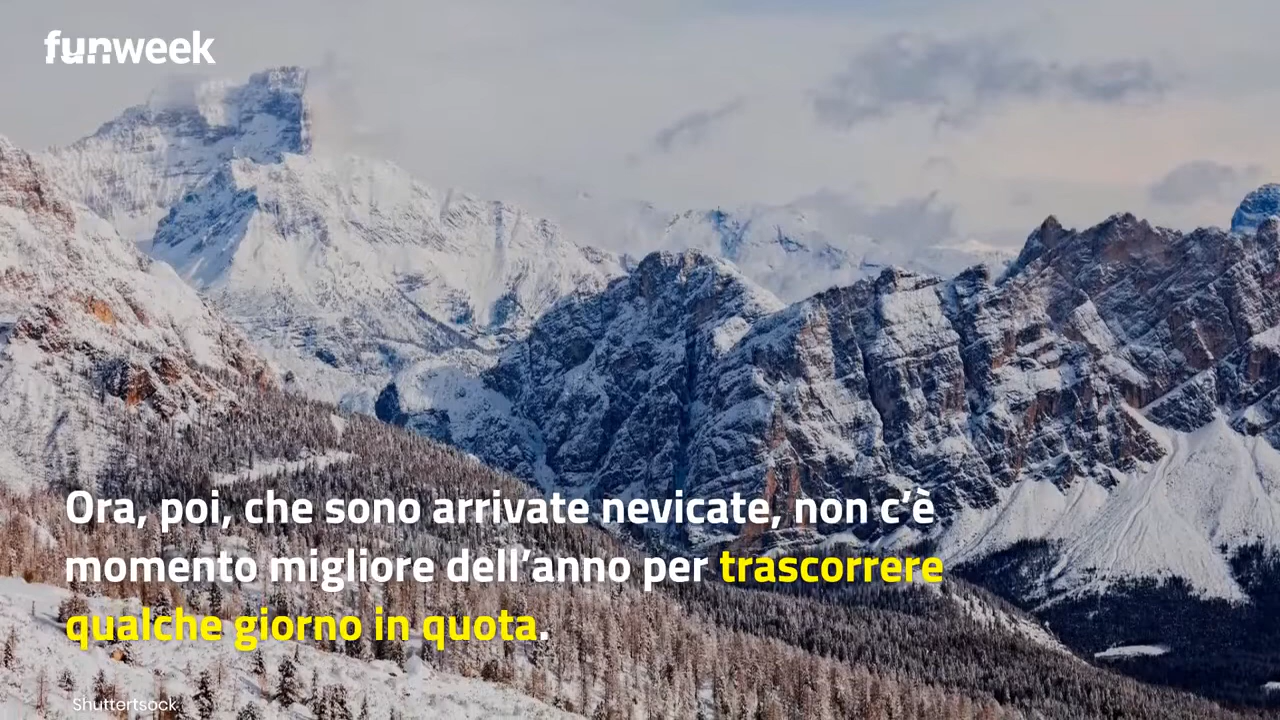 funweek
Ora, poi, che sono arrivate nevicate, non c’è
momento migliore dell’anno per trascorrere
qualche giorno in quota.
Shuttertsock